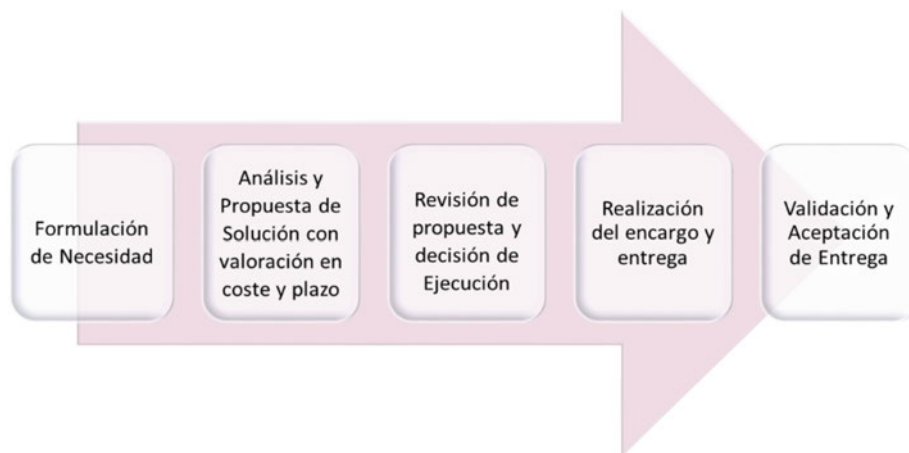 Formulación
de Necesidad
Análisis y
Propuesta de
Solución con
valoración en
coste y plazo
Revisión de
propuesta y
decisión de
Ejecución
Realización
del encargo y
entrega
Validación y
Aceptación
de Entrega